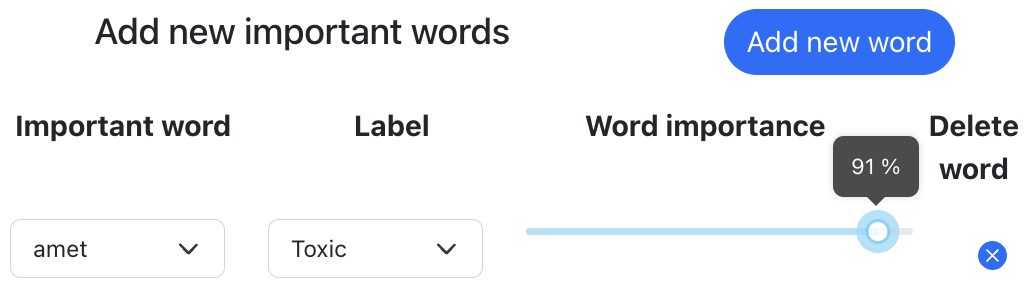 Add new important words
Add new word
Important word
Label
Word importance
Delete
word
91 %
amet
Toxic